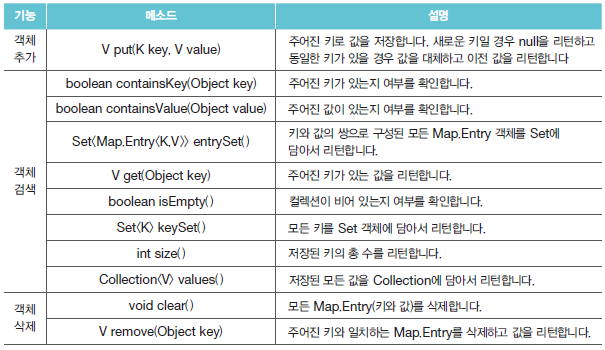 기능 메소드 설명
객체
추가
V put(K key, V value)
주어진 키로 값을 저장합니다. 새로운 키일 경우 null을 리턴하고
동일한 키가 있을 경우 값을 대체하고 이전 값을 리턴합니다
객체
검색
boolean containsKey(Object key) 주어진 키가 있는지 여부를 확인합니다.
boolean containsValue(Object value) 주어진 값이 있는지 여부를 확인합니다.
Set<Map.Entry<K,V>> entrySet()
키와 값의 쌍으로 구성된 모든 Map.Entry 객체를 Set에
담아서 리턴합니다.
V get(Object key) 주어진 키가 있는 값을 리턴합니다.
boolean isEmpty() 컬렉션이 비어 있는지 여부를 확인합니다.
Set<K> keySet() 모든 키를 Set 객체에 담아서 리턴합니다.
int size() 저장된 키의 총 수를 리턴합니다.
Collection<V> values() 저장된 모든 값을 Collection에 담아서 리턴합니다.
객체
삭제
void clear() 모든 Map.Entry(키와 값)를 삭제합니다.
V remove(Object key) 주어진 키와 일치하는 Map.Entry를 삭제하고 값을 리턴합니다.